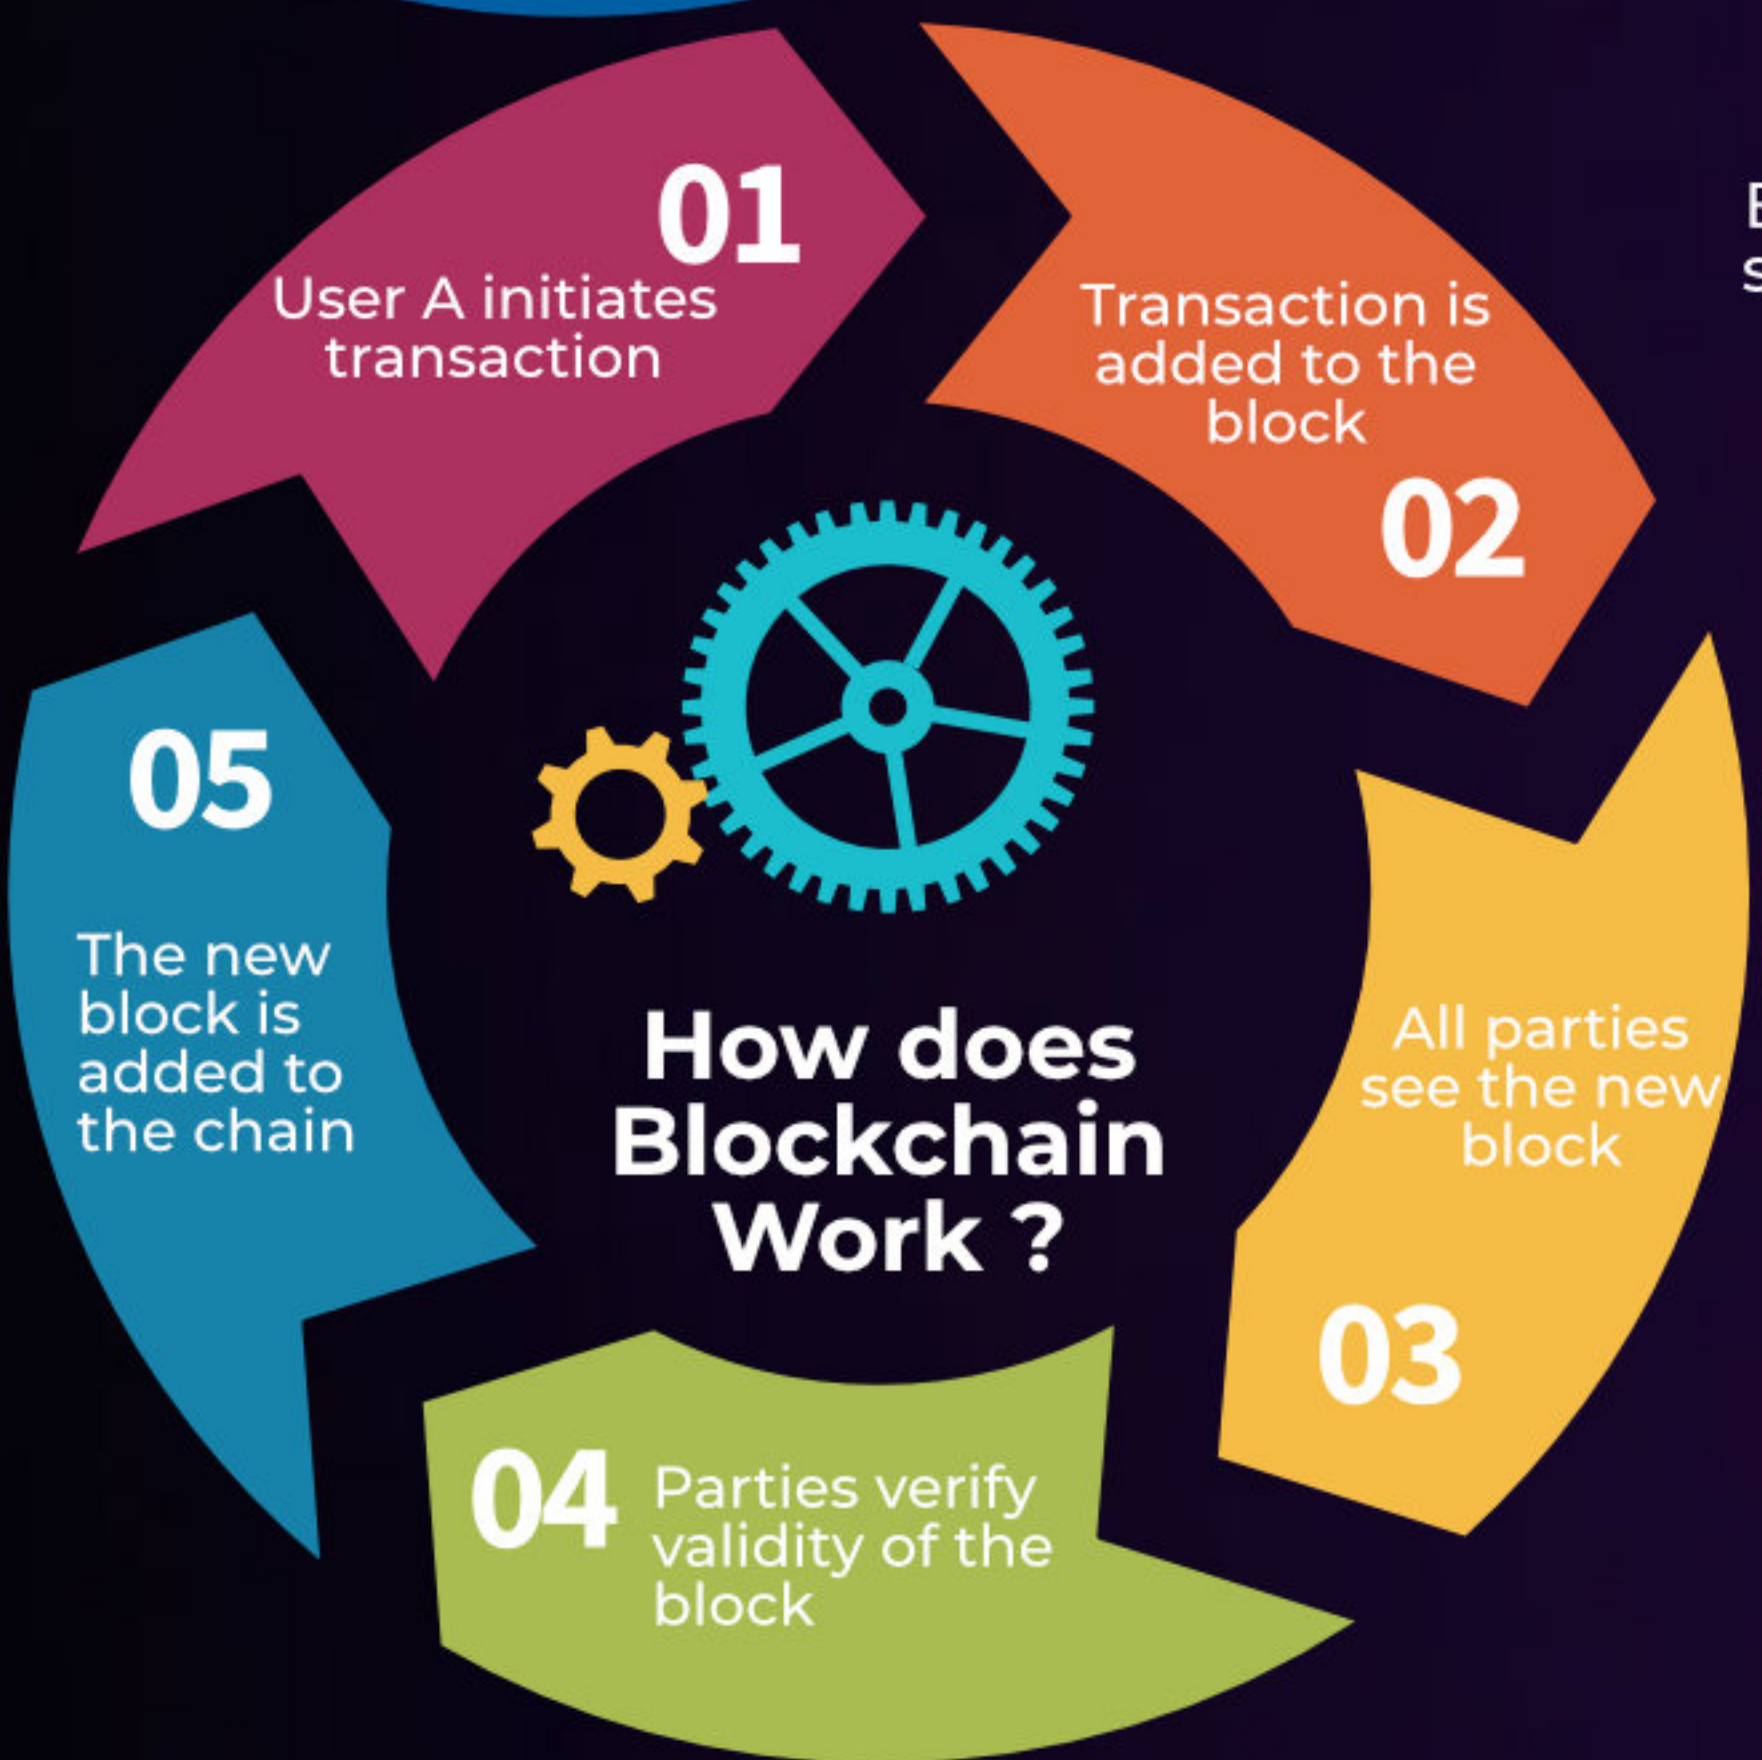 01
User A initiates
transaction
Transaction is
added to the
block
02
All parties
see the new
block
03
04
Parties verify
validity of the
block
05
The new
block is
added to
the chain
How does
Blockchain
Work ?